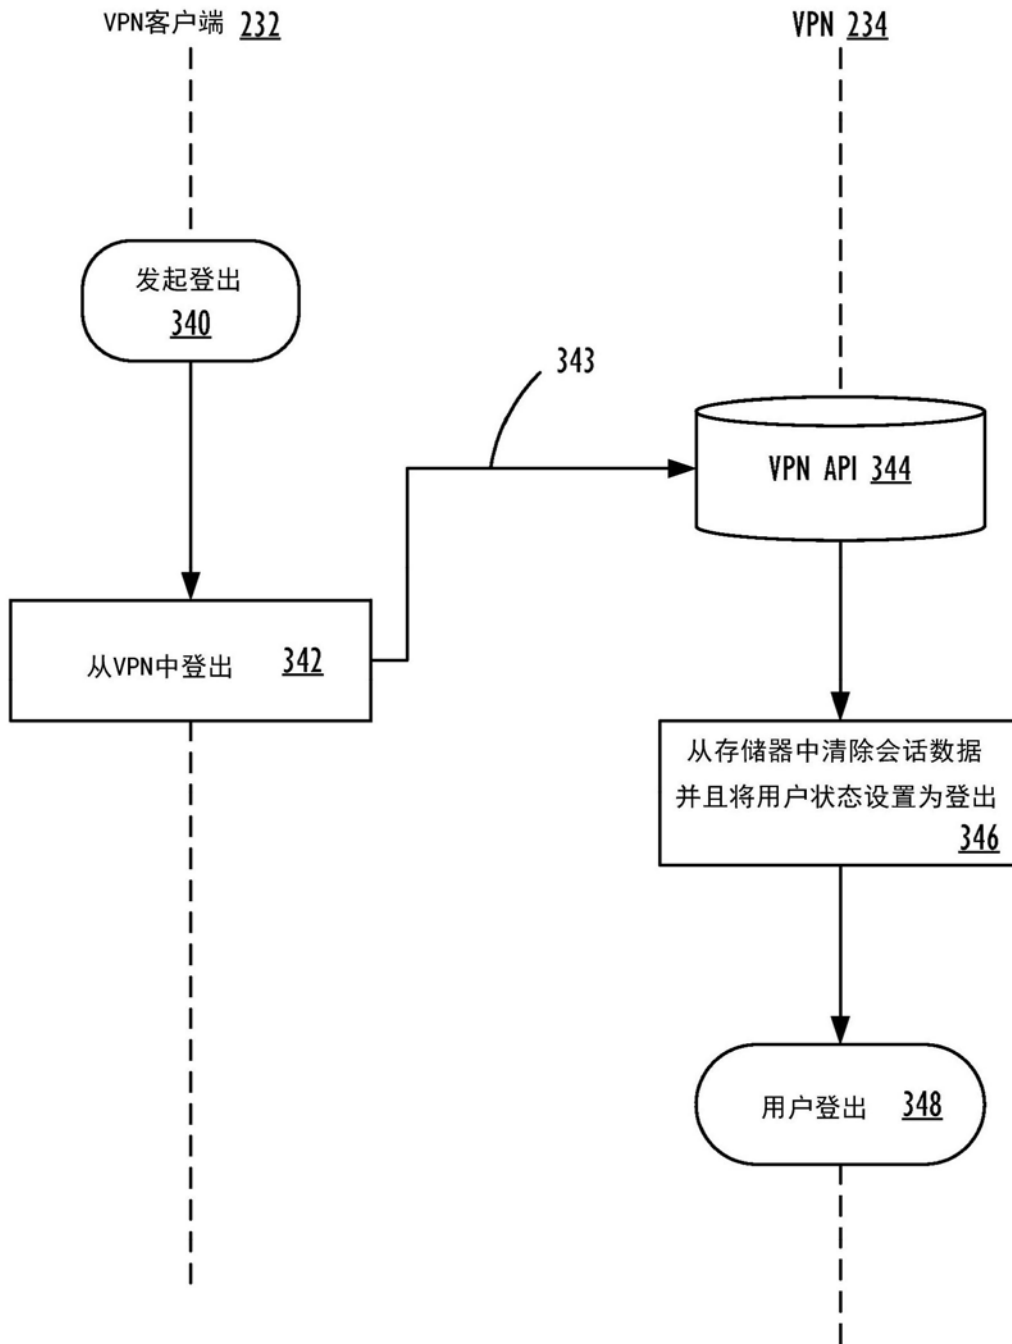 VPN客户端 232
VPN 234
发起登出
340
343
VPN API 344
从VPN中登出 342
从存储器中清除会话数据
并且将用户状态设置为登出
346
用户登出 348